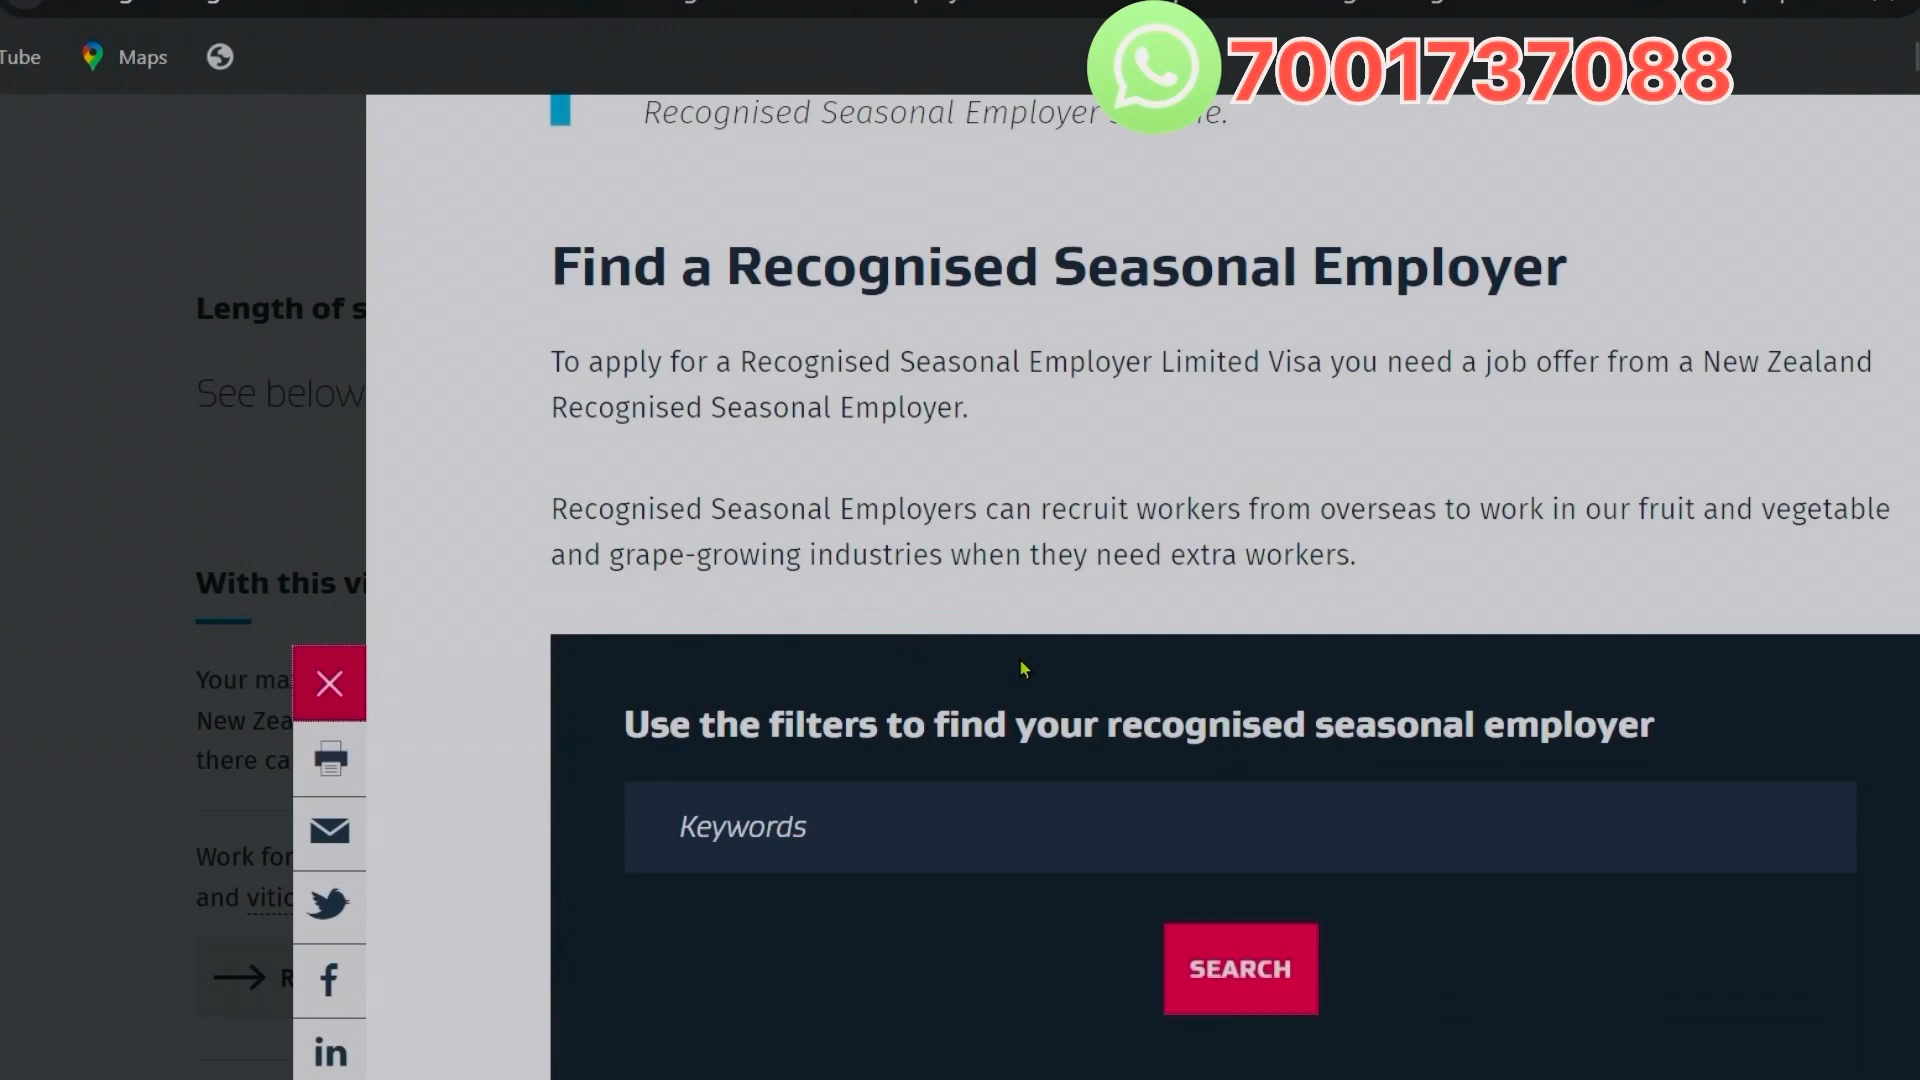 Tube
Maps
7001737088
Recognised Seasonal Employer
Find a Recognised Seasonal Employer
To apply for a Recognised Seasonal Employer Limited Visa you need a job offer from a New Zealand
Recognised Seasonal Employer.
Recognised Seasonal Employers can recruit workers from overseas to work in our fruit and vegetable
and grape-growing industries when they need extra workers.
Use the filters to find your recognised seasonal employer
Keywords
SEARCH
Length of s
See below
With this vi
Your ma
New Zea
there ca
Work for
and vitic
R